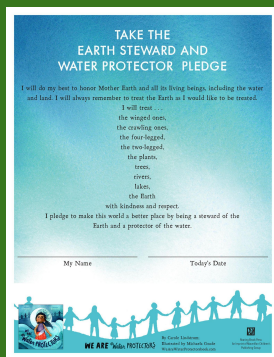 TAKE THE
EARTH STEWARD AND
WATER PROTECTOR PLEDGE
I will do my best to honor Mother Earth and all its living beings, including the water
and land. I will always remember to treat the Earth as I would like to be treated.
I will treat . . .
the winged ones,
the crawling ones,
the four-legged,
the two-legged,
the plants,
trees,
rivers,
lakes,
the Earth
with kindness and respect.
I pledge to make this world a better place by being a steward of the
Earth and a protector of the water.
My Name
Today's Date
WE ARE Water PROTECTORS
By Carole Lindstrom
Illustrated by Michaela Goade